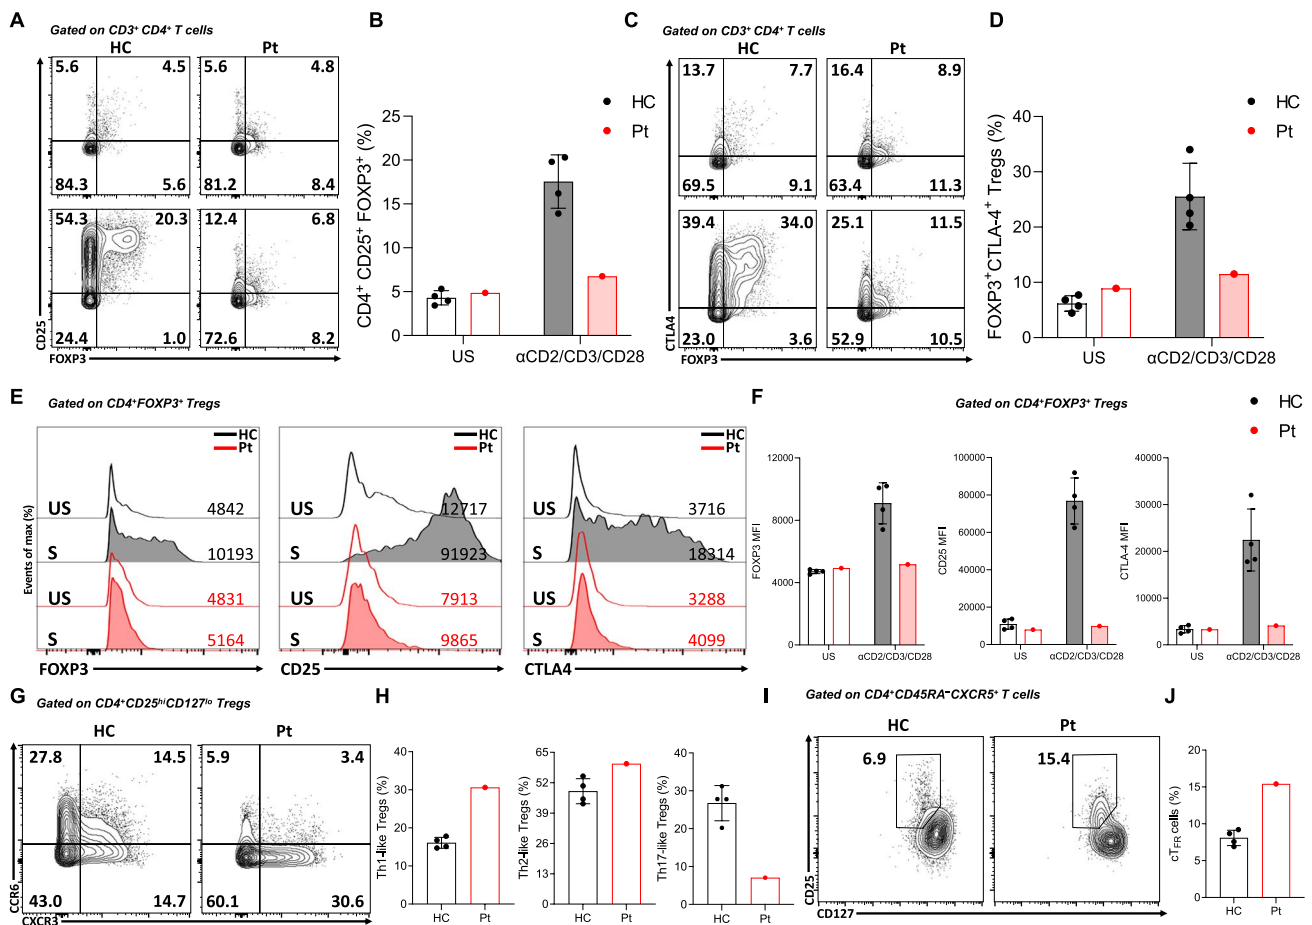 A
Gated on CD3⁺ CD4⁺ T cells
HC
Pt
5.6
4.5
84.3
5.6
5.6
4.8
81.2
8.4
54.3
20.3
24.4
1.0
12.4
6.8
72.6
8.2
CD25
FOXP3
B
HC
Pt
CD4⁺ CD25⁺ FOXP3⁺ (%)
25
20
15
10
5
0
US
αCD2/CD3/CD28
C
Gated on CD3⁺ CD4⁺ T cells
HC
Pt
13.7
7.7
69.5
9.1
16.4
8.9
63.4
11.3
39.4
34.0
23.0
3.6
25.1
11.5
52.9
10.5
CTLA4
FOXP3
D
HC
Pt
FOXP3⁺CTLA-4⁺ Tregs (%)
40
30
20
10
0
US
αCD2/CD3/CD28
E
Gated on CD4⁺FOXP3⁺ Tregs
Events of max (%)
HC
Pt
US
4842
S
10193
US
4831
S
5164
FOXP3
HC
Pt
US
12717
S
91923
US
7913
S
9865
CD25
HC
Pt
US
3716
S
18314
US
3288
S
4099
CTLA4
F
Gated on CD4⁺FOXP3⁺ Tregs
HC
Pt
FOXP3 MFI
12000
8000
4000
0
US
αCD2/CD3/CD28
CD25 MFI
100000
80000
60000
40000
20000
0
US
αCD2/CD3/CD28
CTLA-4 MFI
40000
30000
20000
10000
0
US
αCD2/CD3/CD28
G
Gated on CD4⁺CD25ʰⁱCD127ˡᵒ Tregs
HC
Pt
27.8
14.5
43.0
14.7
5.9
3.4
60.1
30.6
CCR6
CXCR3
H
Th1-like Tregs (%)
40
30
20
10
0
HC
Pt
Th2-like Tregs (%)
65
52
39
26
13
0
HC
Pt
Th17-like Tregs (%)
40
30
20
10
0
HC
Pt
I
Gated on CD4⁺CD45RA⁻CXCR5⁺ T cells
HC
Pt
6.9
15.4
CD25
CD127
J
cT_FR cells (%)
20
15
10
5
0
HC
Pt